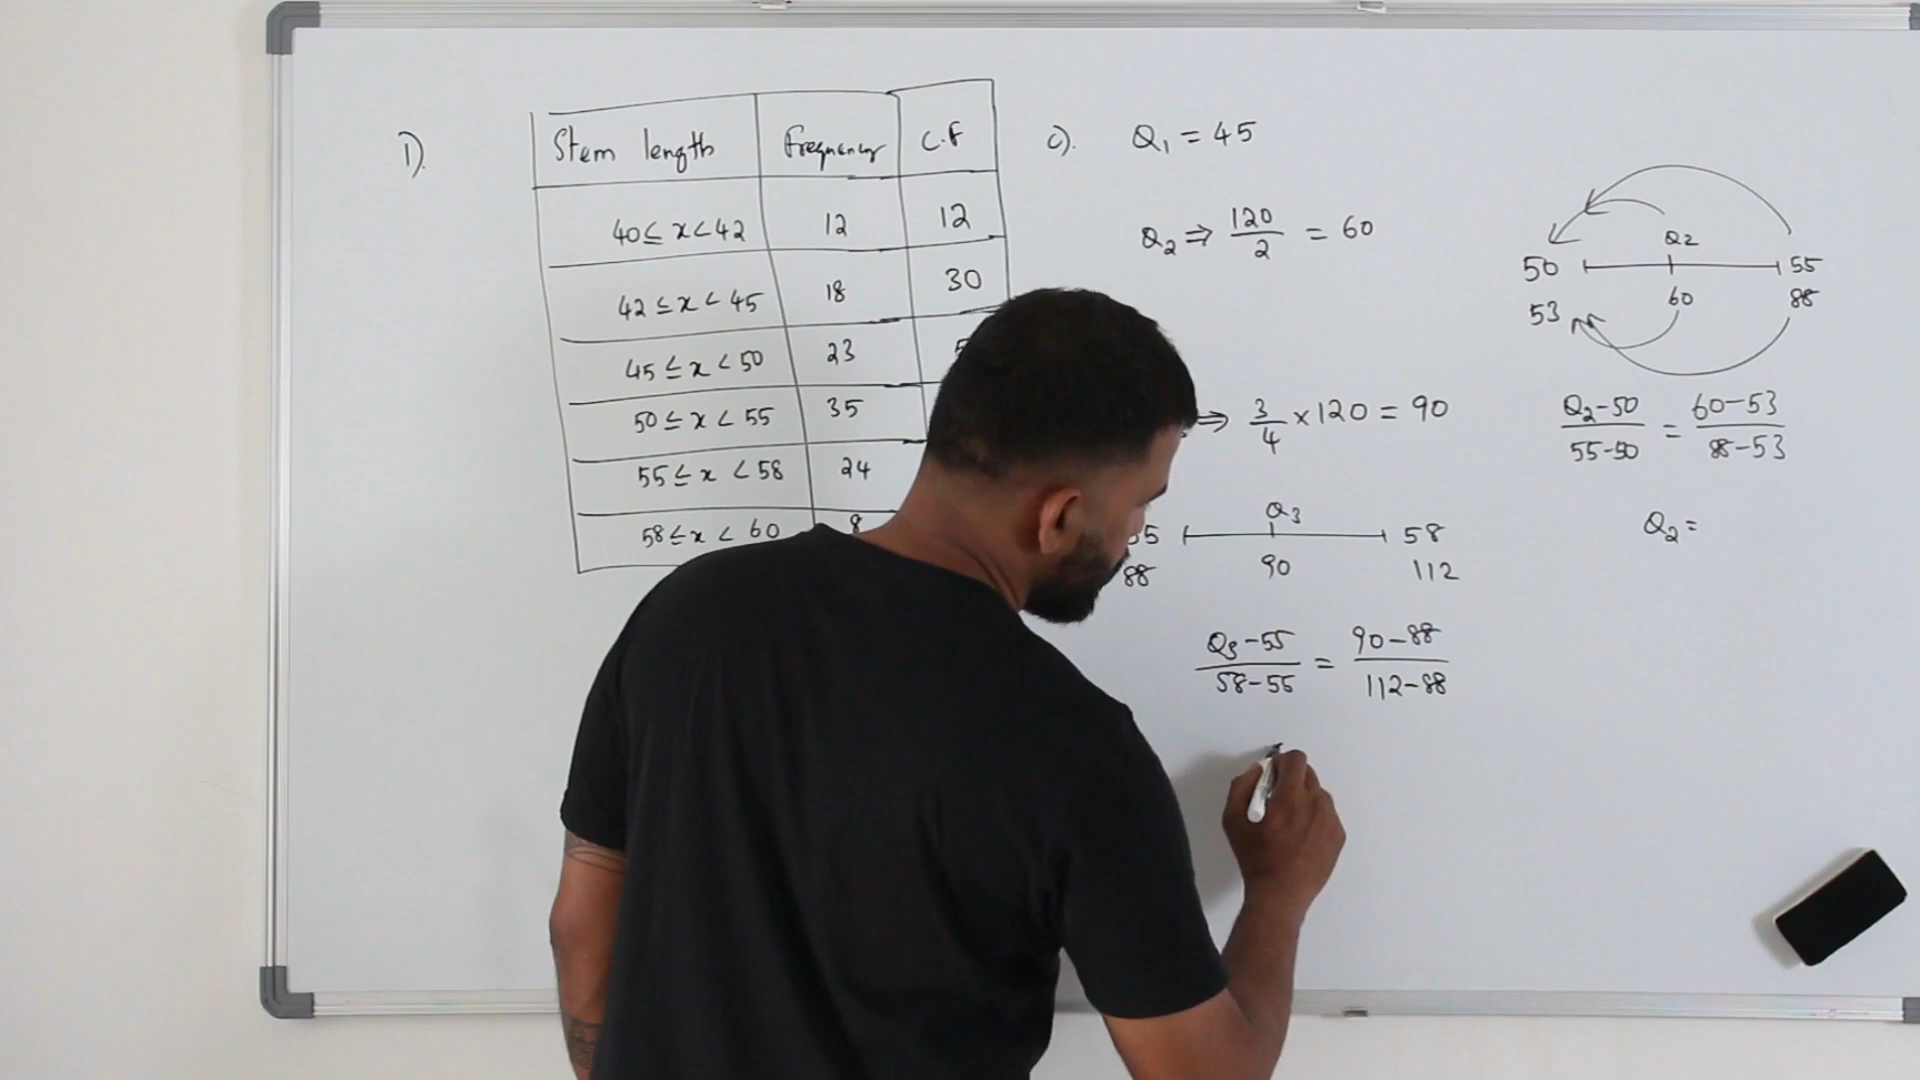 1).
Stem length Frequency C.F
40 ≤ x < 42 12 12
42 ≤ x < 45 18 30
45 ≤ x < 50 23 5
50 ≤ x < 55 35
55 ≤ x < 58 24
58 ≤ x < 60 8
c). Q₁ = 45
Q₂ ⇒ 120/2 = 60
⇒ 3/4 × 120 = 90
55 Q₃ 58
88 90 112
Q₃-55/58-55 = 90-88/112-88
50 Q₂ 55
53 60 88
Q₂-50/55-50 = 60-53/88-53
Q₂ =